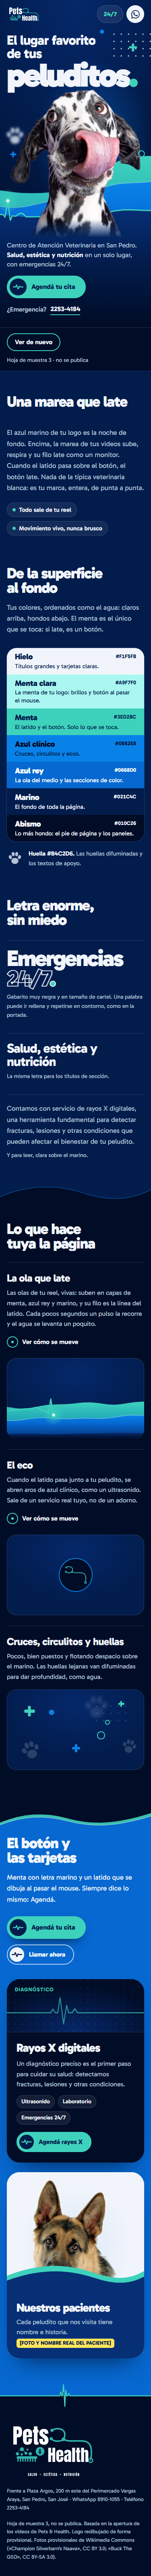 Pets
Health
24/7
El lugar favorito
de tus
peluditos
Centro de Atención Veterinaria en San Pedro.
Salud, estética y nutrición en un solo lugar,
con emergencias 24/7.
Agendá tu cita
¿Emergencia? 2253-4184
Ver de nuevo
Hoja de muestra 3 · no se publica
Una marea que late
El azul marino de tu logo es la noche de
fondo. Encima, la marea de tus videos sube,
respira y su filo late como un monitor.
Cuando el latido pasa sobre el botón, el
botón late. Nada de la típica veterinaria
blanca: es tu marca, entera, de punta a punta.
Todo sale de tu reel
Movimiento vivo, nunca brusco
De la superficie
al fondo
Tus colores, ordenados como el agua: claros
arriba, hondos abajo. El menta es el único
que se toca: si late, es un botón.
Hielo #F1F5FB
Títulos grandes y tarjetas claras.
Menta clara #A9F7F0
La menta de tu logo: brillos y botón al pasar
el mouse.
Menta #3ED2BC
El latido y el botón. Solo lo que se toca.
Azul clínico
Cruces, circulitos y ecos.
Azul rey #0668D0
La ola del medio y las secciones de color.
Marino #021C4C
El fondo de toda la página.
Abismo #010C26
Lo más hondo: el pie de página y los paneles.
Huella #B4C2D6. Las huellas difuminadas y
los textos de apoyo.
Letra enorme,
sin miedo
Emergencias
24/7
Gabarito muy negra y en tamaño de cartel. Una palabra
puede ir rellena y repetirse en contorno, como en la
portada.
Salud, estética y
nutrición
La misma letra para los títulos de sección.
Contamos con servicio de rayos X digitales,
una herramienta fundamental para detectar
fracturas, lesiones y otras condiciones que
pueden afectar el bienestar de tu peludito.
Y para leer, clara sobre el marino.
Lo que hace
tuya la página
La ola que late
Las olas de tu reel, vivas: suben en capas de
menta, azul rey y marino, y su filo es la línea del
latido. Cada pocos segundos un pulso la recorre
y el agua se levanta un poquito.
Ver cómo se mueve
El eco
Cuando el latido pasa junto a tu peludito, se
abren aros de azul clínico, como un ultrasonido.
Sale de un servicio real tuyo, no de un adorno.
Ver cómo se mueve
Cruces, circulitos y huellas
Pocos, bien puestos y flotando despacio sobre
el marino. Las huellas lejanas van difuminadas
para dar profundidad, como agua.
El botón y
las tarjetas
Menta con letra marino y un latido que se
dibuja al pasar el mouse. Siempre dice lo
mismo: Agendá.
Agendá tu cita
Llamar ahora
DIAGNÓSTICO
Rayos X digitales
Un diagnóstico preciso es el primer paso
para cuidar su salud: detectamos
fracturas, lesiones y otras condiciones.
Ultrasonido
Laboratorio
Emergencias 24/7
Agendá rayos X
Nuestros pacientes
Cada peludito que nos visita tiene
nombre e historia.
[FOTO Y NOMBRE REAL DEL PACIENTE]
Pets
Health
SALUD · ESTÉTICA · NUTRICIÓN
Frente a Plaza Argos, 200 m este del Perimercado Vargas
Araya, San Pedro, San José · WhatsApp 8910-1055 · Teléfono
2253-4184
Hoja de muestra 3, no se publica. Basada en la apertura de
los videos de Pets & Health. Logo redibujado de forma
provisional. Fotos provisionales de Wikimedia Commons
(«Champion Silverbarn's Naava», CC BY 3.0; «Buck The
GSD», CC BY-SA 3.0).